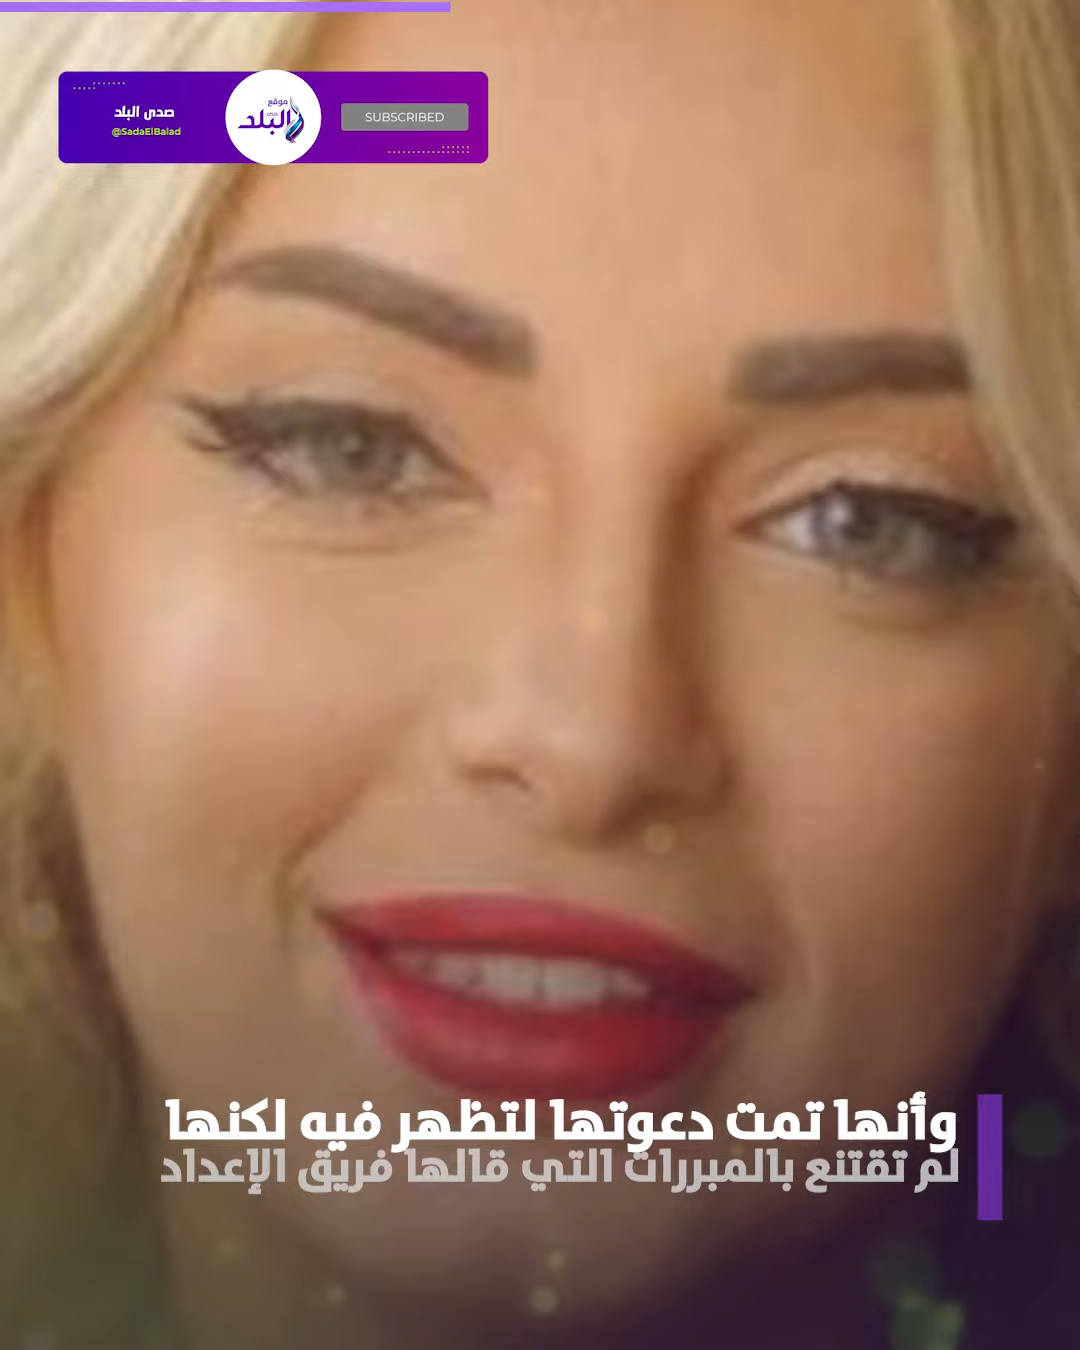 صدى البلد
@SadaElBalad
موقع
صدى
البلد
SUBSCRIBED
وأنها تمت دعوتها لتظهر فيه لكنها
لم تقتنع بالمبررات التي قالها فريق الإعداد